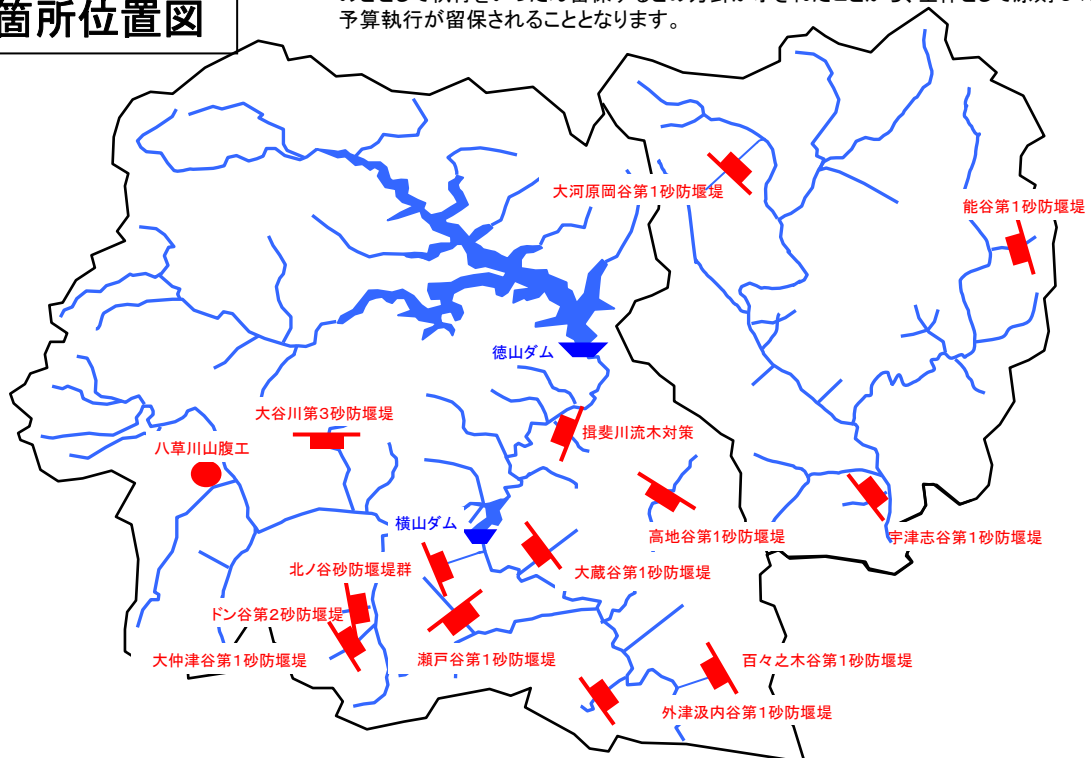 箇所位置図
予算執行が留保されることとなります。
大河原岡谷第1砂防堰堤
能谷第1砂防堰堤
徳山ダム
大谷川第3砂防堰堤
揖斐川流木対策
八草川山腹工
横山ダム
高地谷第1砂防堰堤
宇津志谷第1砂防堰堤
北ノ谷砂防堰堤群
大蔵谷第1砂防堰堤
ドン谷第2砂防堰堤
大仲津谷第1砂防堰堤
瀬戸谷第1砂防堰堤
百々之木谷第1砂防堰堤
外津汲内谷第1砂防堰堤